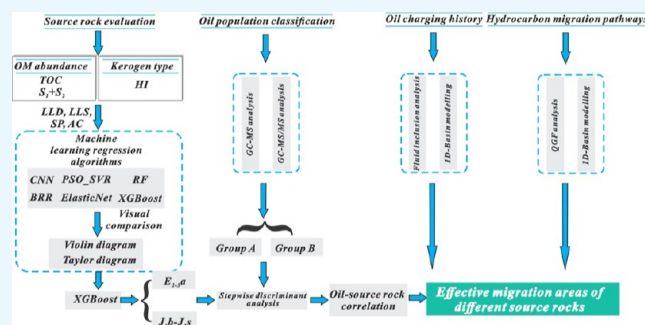 Source rock evaluation
Oil population classification
Oil charging history
Hydrocarbon migration pathways
OM abundance
TOC
S₁+S₂
Kerogen type
HI
LLD, LLS,
SP, AC
Machine
learning regression
algorithms
CNN PSO_SVR RF
BRR ElasticNet XGBoost
Visual
comparison
Violin diagram
Taylor diagram
XGBoost
E₂₋₃a
J₁b-J₁s
GC-MS analysis
GC-MS/MS analysis
Group A
Group B
Stepwise discriminant
analysis
Oil-source rock
correlation
Fluid inclusion analysis
1D-Basin modelling
QGF analysis
1D-Basin modelling
Effective migration areas of
different source rocks